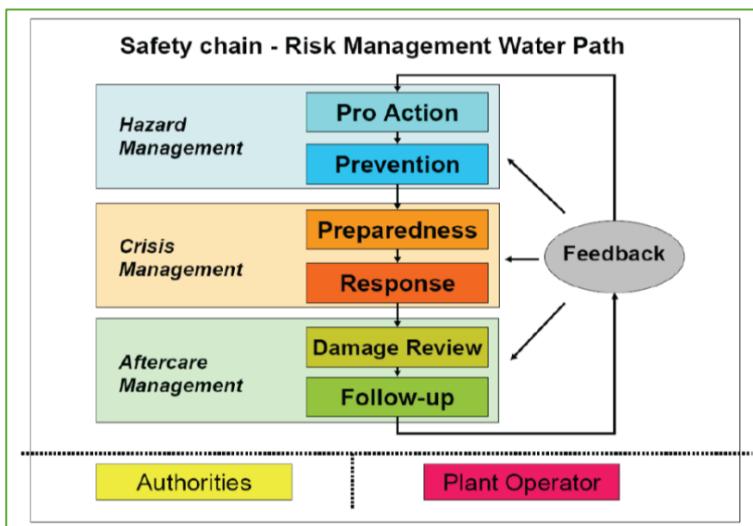 Safety chain - Risk Management Water Path
Hazard
Management
Pro Action
Prevention
Crisis
Management
Preparedness
Response
Feedback
Aftercare
Management
Damage Review
Follow-up
Authorities
Plant Operator